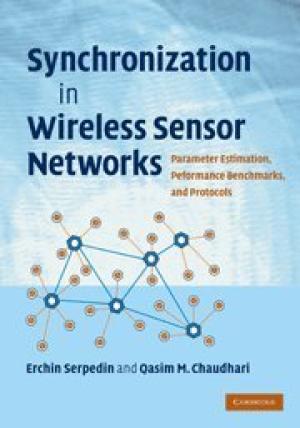 Synchronization
in
Wireless Sensor
Networks
Parameter Estimation,
Peformance Benchmarks,
and Protocols
Erchin Serpedin and Qasim M. Chaudhari
CAMBRIDGE